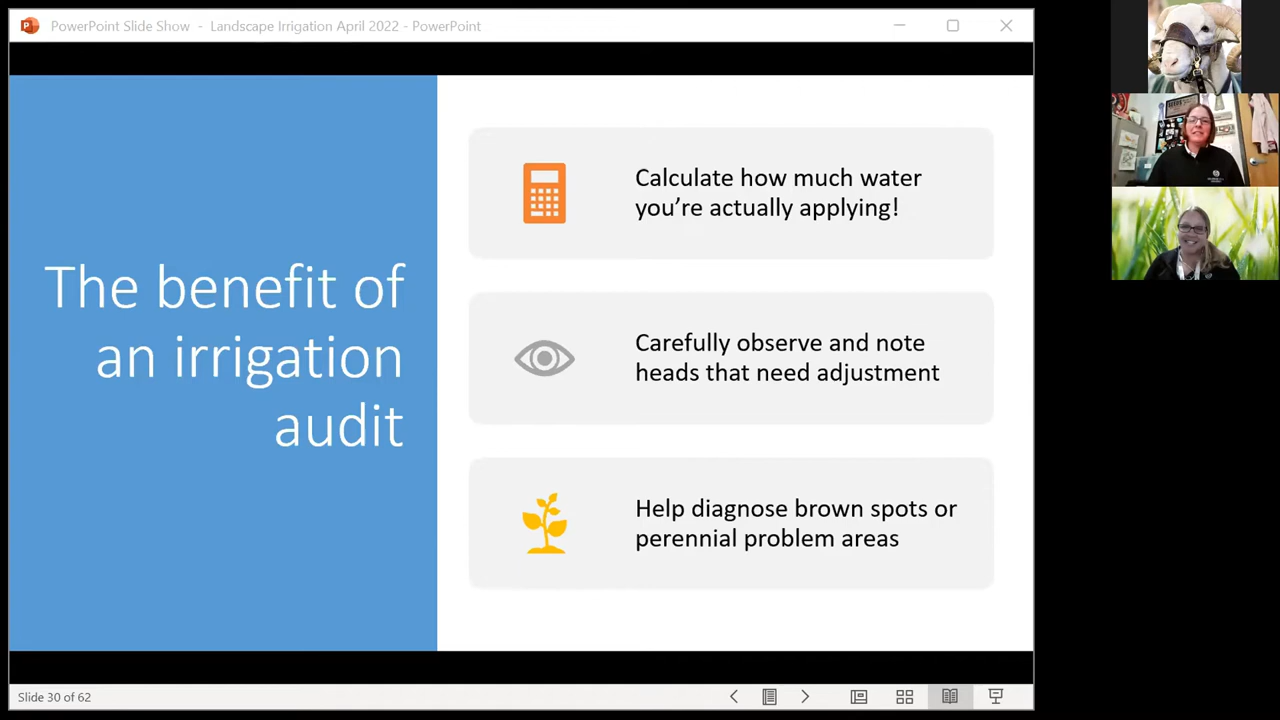 PowerPoint Slide Show - Landscape Irrigation April 2022 - PowerPoint
The benefit of
an irrigation
audit
Calculate how much water
you’re actually applying!
Carefully observe and note
heads that need adjustment
Help diagnose brown spots or
perennial problem areas
Slide 30 of 62